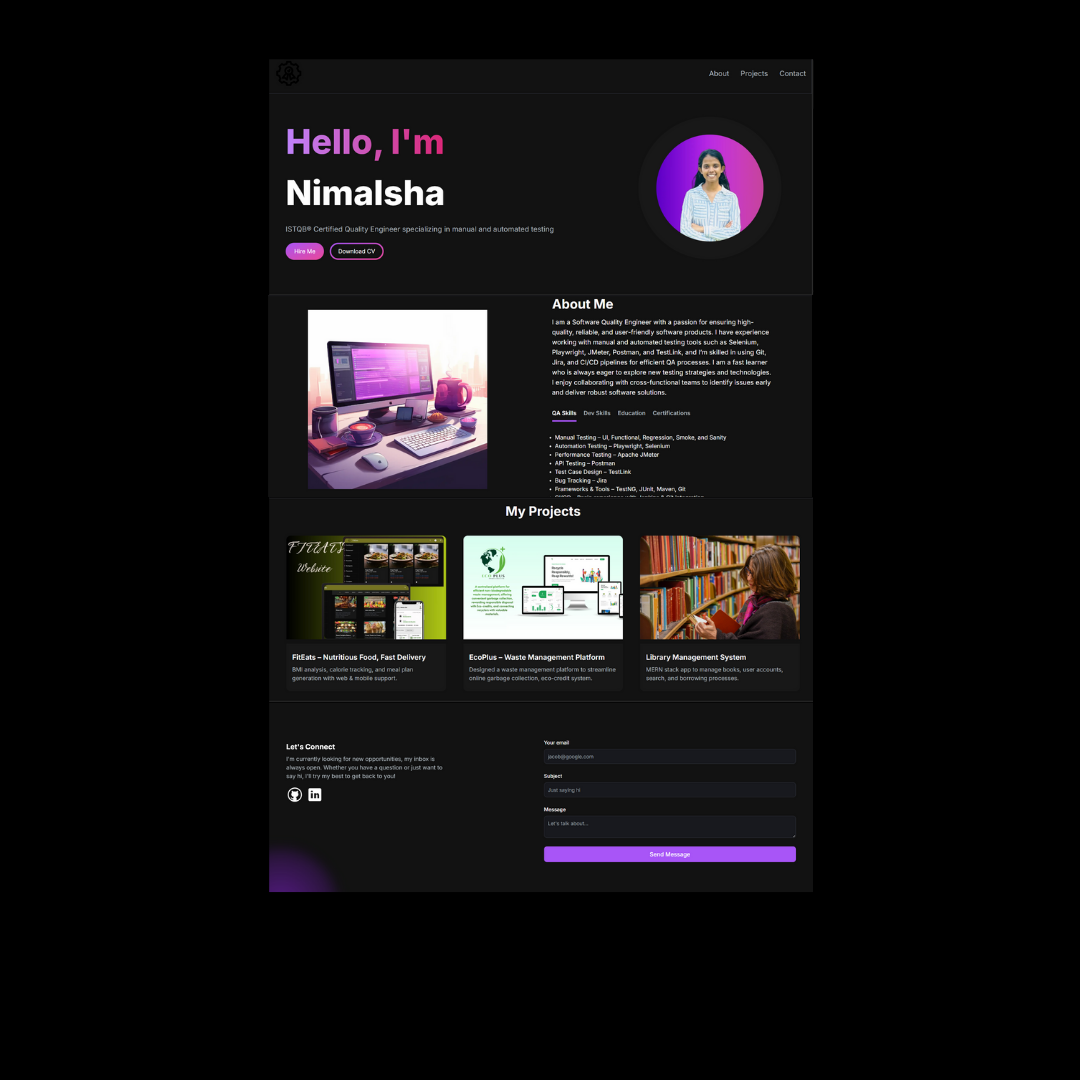 About Projects Contact
Hello, I'm
Nimalsha
ISTQB® Certified Quality Engineer specializing in manual and automated testing
Hire Me Download CV
About Me
I am a Software Quality Engineer with a passion for ensuring high-
quality, reliable, and user-friendly software products. I have experience
working with manual and automated testing tools such as Selenium,
Playwright, JMeter, Postman, and TestLink, and I'm skilled in using Git,
Jira, and CI/CD pipelines for efficient QA processes. I am a fast learner
who is always eager to explore new testing strategies and technologies.
I enjoy collaborating with cross-functional teams to identify issues early
and deliver robust software solutions.
QA Skills Dev Skills Education Certifications
• Manual Testing – UI, Functional, Regression, Smoke, and Sanity
• Automation Testing – Playwright, Selenium
• Performance Testing – Apache JMeter
• API Testing – Postman
• Test Case Design – TestLink
• Bug Tracking – Jira
• Frameworks & Tools – TestNG, JUnit, Maven, Git
My Projects
FITEATS
Website
ECO PLUS
FitEats – Nutritious Food, Fast Delivery
BMI analysis, calorie tracking, and meal plan
generation with web & mobile support.
EcoPlus – Waste Management Platform
Designed a waste management platform to streamline
online garbage collection, eco-credit system.
Library Management System
MERN stack app to manage books, user accounts,
search, and borrowing processes.
Let's Connect
I'm currently looking for new opportunities, my inbox is
always open. Whether you have a question or just want to
say hi, I'll try my best to get back to you!
in
Your email
jacob@google.com
Subject
Just saying hi
Message
Let's talk about...
Send Message